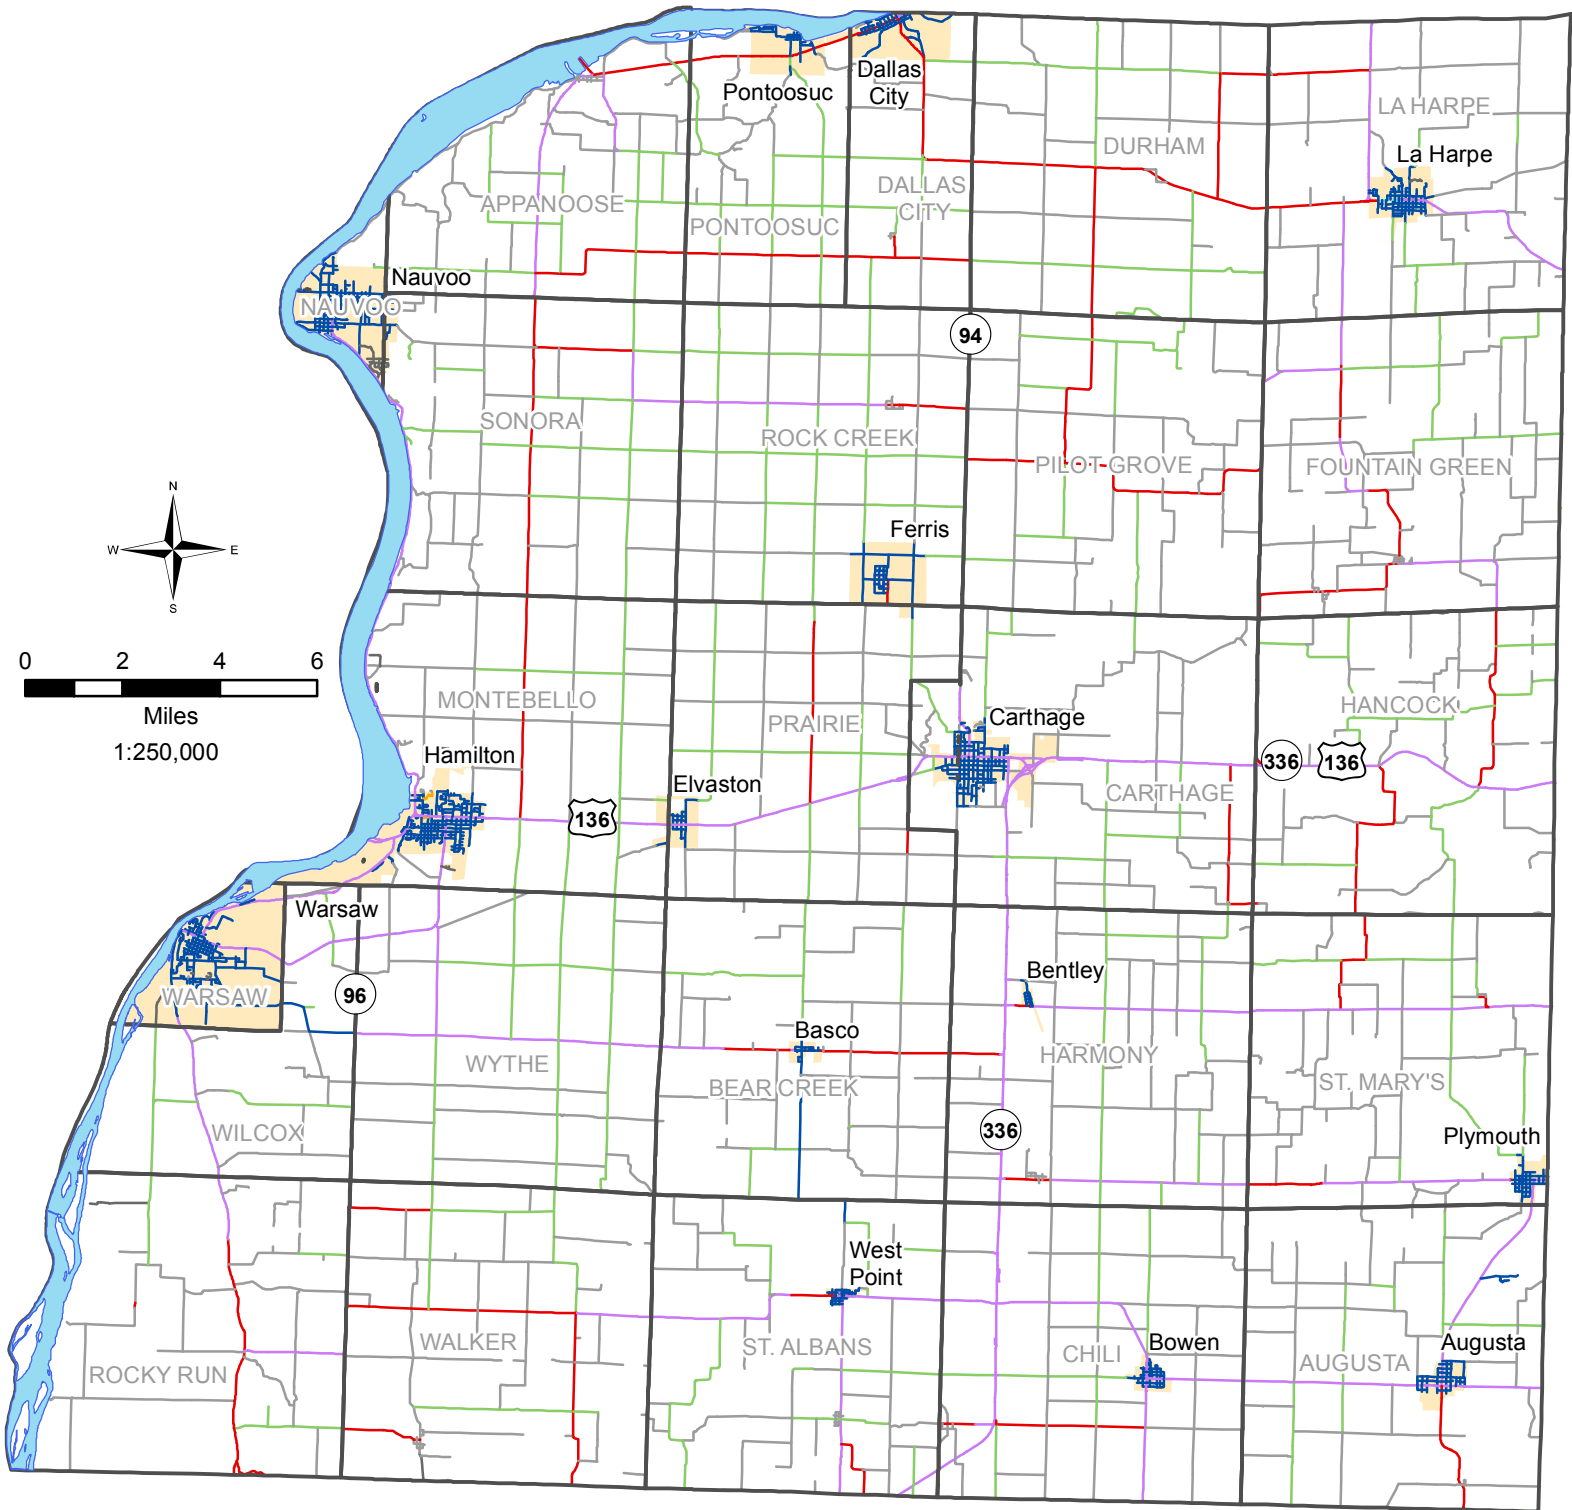 Pontoosuc
Dallas
City
LA HARPE
DURHAM
La Harpe
DALLAS
CITY
APPANOOSE
PONTOOSUC
Nauvoo
NAUVOO
94
SONORA
ROCK CREEK
PILOT GROVE
FOUNTAIN GREEN
N
W
E
S
Ferris
0 2 4 6
Miles
1:250,000
MONTEBELLO
PRAIRIE
Carthage
HANCOCK
Hamilton
336
136
Elvaston
CARTHAGE
136
Warsaw
WARSAW
96
Bentley
Basco
WYTHE
HARMONY
BEAR CREEK
ST. MARY'S
WILCOX
336
Plymouth
West
Point
WALKER
ST. ALBANS
CHILI
Bowen
AUGUSTA
Augusta
ROCKY RUN